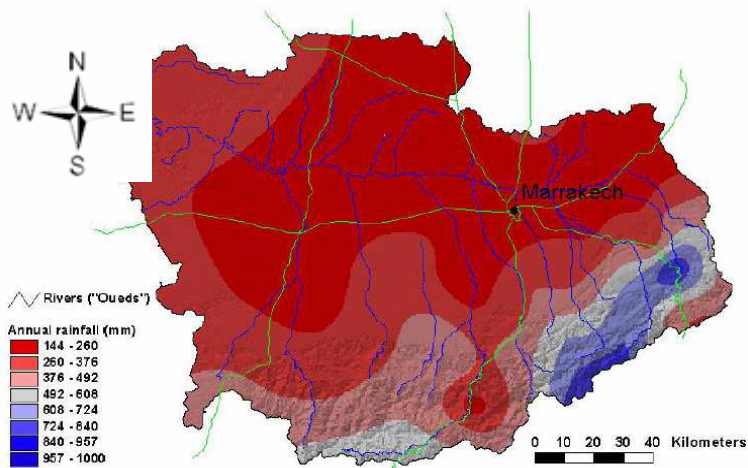 N
W E
S
Marrakech
Rivers ("Oueds")
Annual rainfall (mm)
144 - 260
260 - 376
376 - 492
492 - 608
608 - 724
724 - 840
840 - 957
957 - 1000
0 10 20 30 40 Kilometers